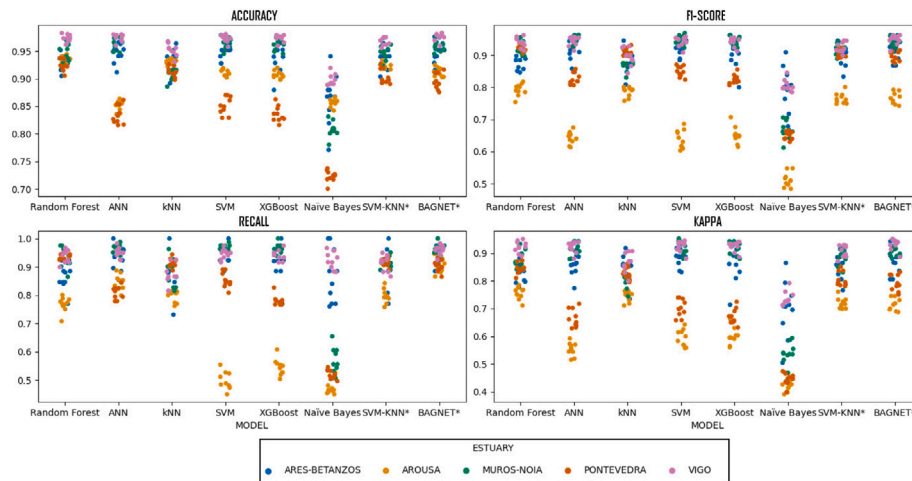 ACCURACY
0.95
0.90
0.85
0.80
0.75
0.70
Random Forest ANN kNN SVM XGBoost Naïve Bayes SVM-KNN* BAGNET*
F1-SCORE
0.9
0.8
0.7
0.6
0.5
Random Forest ANN kNN SVM XGBoost Naïve Bayes SVM-KNN* BAGNET*
RECALL
1.0
0.9
0.8
0.7
0.6
0.5
Random Forest ANN kNN SVM XGBoost Naïve Bayes SVM-KNN* BAGNET*
MODEL
KAPPA
0.9
0.8
0.7
0.6
0.5
0.4
Random Forest ANN kNN SVM XGBoost Naïve Bayes SVM-KNN* BAGNET*
MODEL
ESTUARY
ARES-BETANZOS AROUSA MUROS-NOIA PONTEVEDRA VIGO